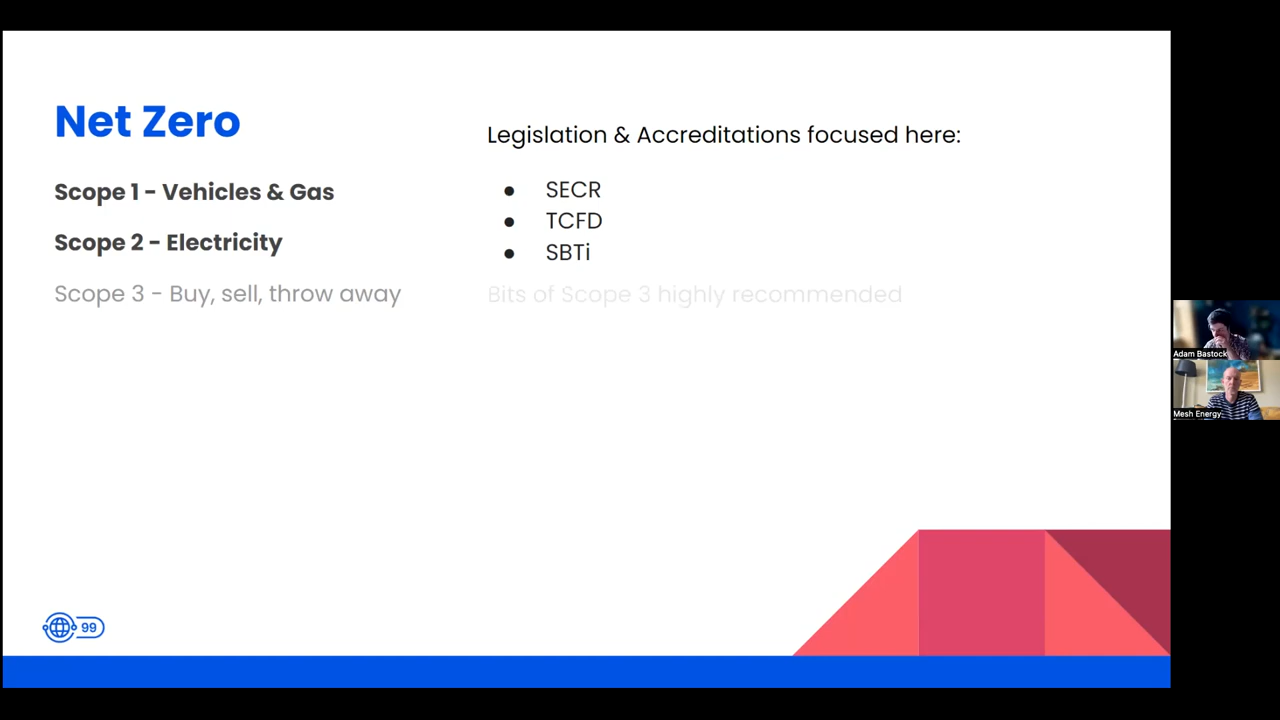 Net Zero
Scope 1 - Vehicles & Gas
Scope 2 - Electricity
Scope 3 - Buy, sell, throw away
Legislation & Accreditations focused here:
● SECR
● TCFD
● SBTi
Bits of Scope 3 highly recommended
Adam Bastock
Mesh Energy
99